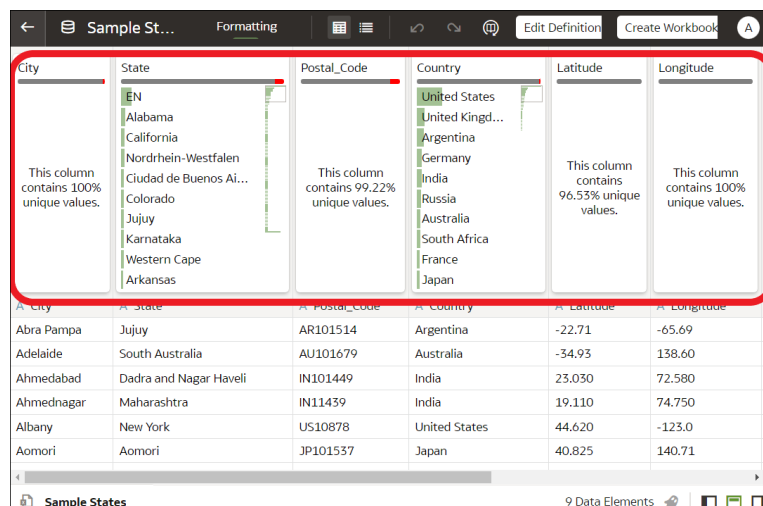 Sample St...
Formatting
Edit Definition
Create Workbook
A
City
State
Postal_Code
Country
Latitude
Longitude
This column
contains 100%
unique values.
EN
Alabama
California
Nordrhein-Westfalen
Ciudad de Buenos Ai...
Colorado
Jujuy
Karnataka
Western Cape
Arkansas
This column
contains 99.22%
unique values.
United States
United Kingd...
Argentina
Germany
India
Russia
Australia
South Africa
France
Japan
This column
contains
96.53% unique
values.
This column
contains 100%
unique values.
A City A State A Postal_Code A Country A Latitude A Longitude
Abra Pampa Jujuy AR101514 Argentina -22.71 -65.69
Adelaide South Australia AU101679 Australia -34.93 138.60
Ahmedabad Dadra and Nagar Haveli IN101449 India 23.030 72.580
Ahmednagar Maharashtra IN11439 India 19.110 74.750
Albany New York US10878 United States 44.620 -123.0
Aomori Aomori JP101537 Japan 40.825 140.71
Sample States
9 Data Elements